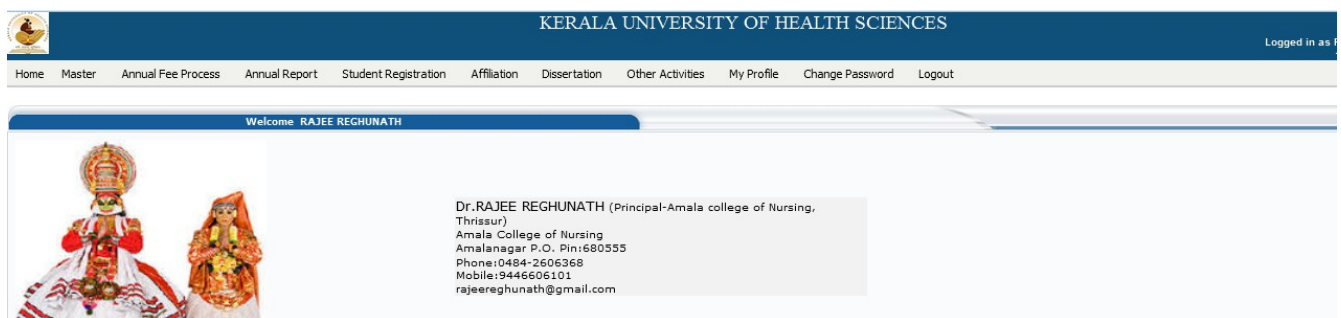 KERALA UNIVERSITY OF HEALTH SCIENCES
Logged in as
Home Master Annual Fee Process Annual Report Student Registration Affiliation Dissertation Other Activities My Profile Change Password Logout
Welcome RAJEE REGHUNATH
Dr.RAJEE REGHUNATH (Principal-Amala college of Nursing,
Thrissur)
Amala College of Nursing
Amalanagar P.O. Pin:680555
Phone:0484-2606368
Mobile:9446606101
rajeereghunath@gmail.com